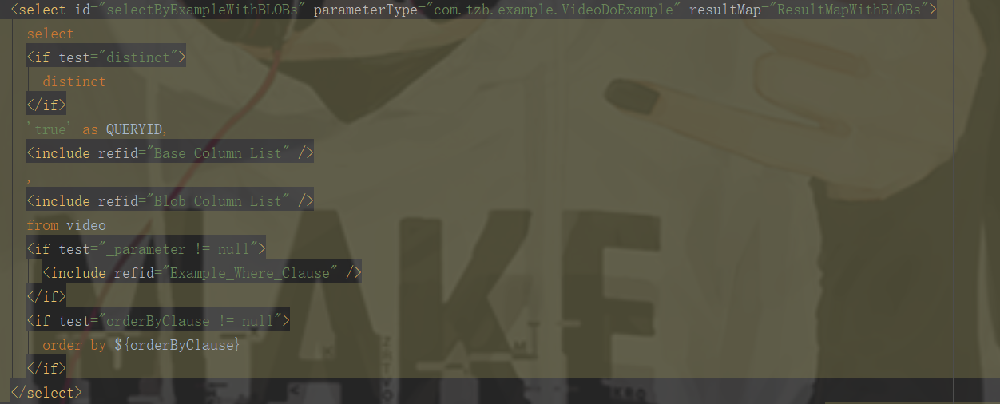 <select id="selectByExampleWithBLOBs" parameterType="com.tzb.example.VideoDoExample" resultMap="ResultMapWithBLOBs">
select
<if test="distinct">
distinct
</if>
'true' as QUERYID,
<include refid="Base_Column_List" />
,
<include refid="Blob_Column_List" />
from video
<if test="_parameter != null">
<include refid="Example_Where_Clause" />
</if>
<if test="orderByClause != null">
order by ${orderByClause}
</if>
</select>
MAKE